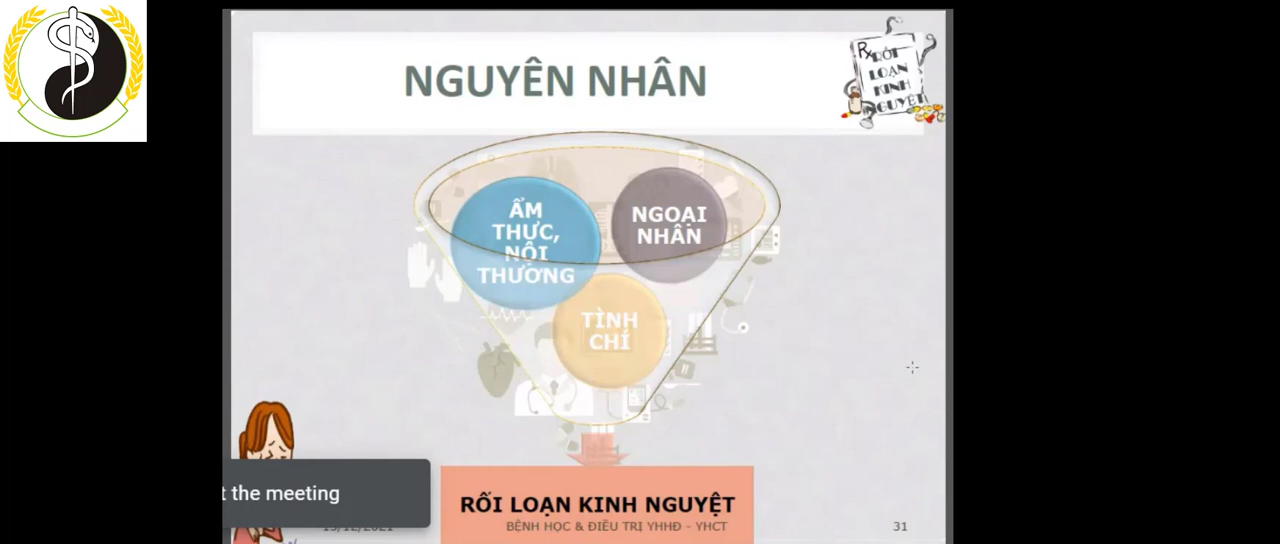 NGUYÊN NHÂN
RỐI
LOẠN
KINH
NGUYỆT
ẨM
THỰC,
NỘI
THƯƠNG
NGOẠI
NHÂN
TÌNH
CHÍ
t the meeting
RỐI LOẠN KINH NGUYỆT
BỆNH HỌC & ĐIỀU TRỊ YHHĐ - YHCT
31